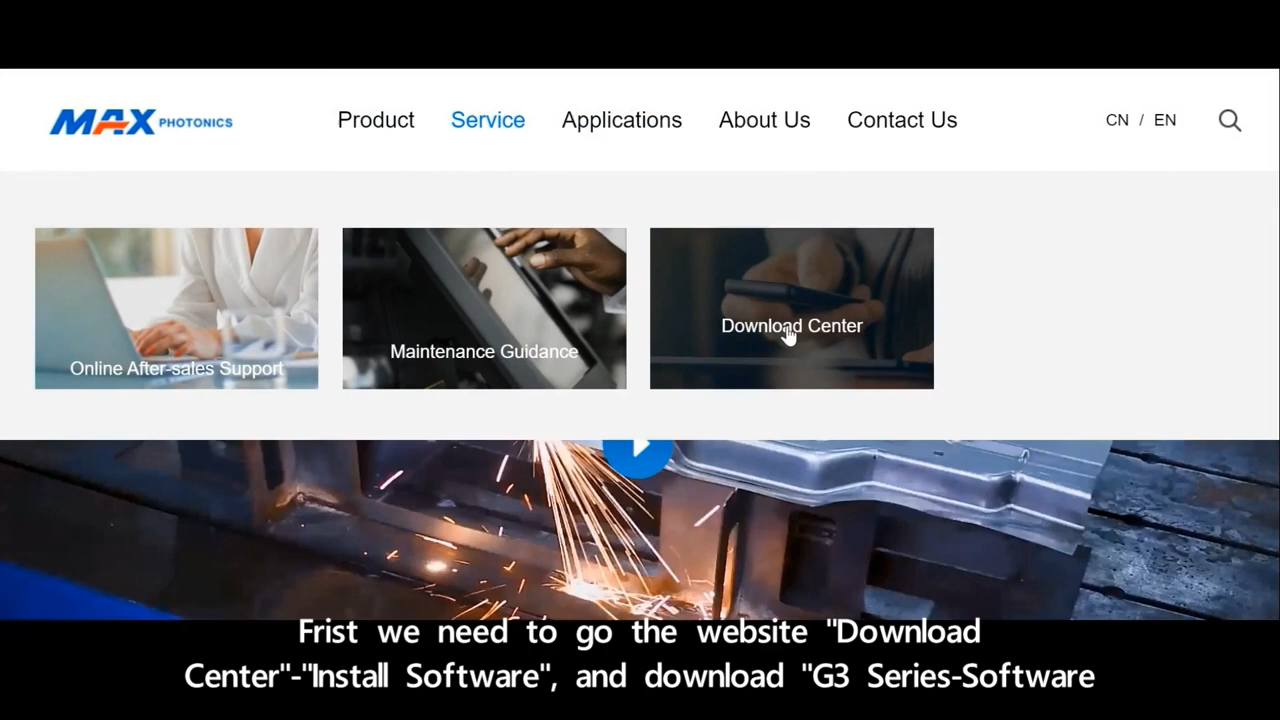 MAX PHOTONICS
Product Service Applications About Us Contact Us
CN / EN
Online After-sales Support
Maintenance Guidance
Download Center
Frist we need to go the website "Download
Center"-"Install Software", and download "G3 Series-Software